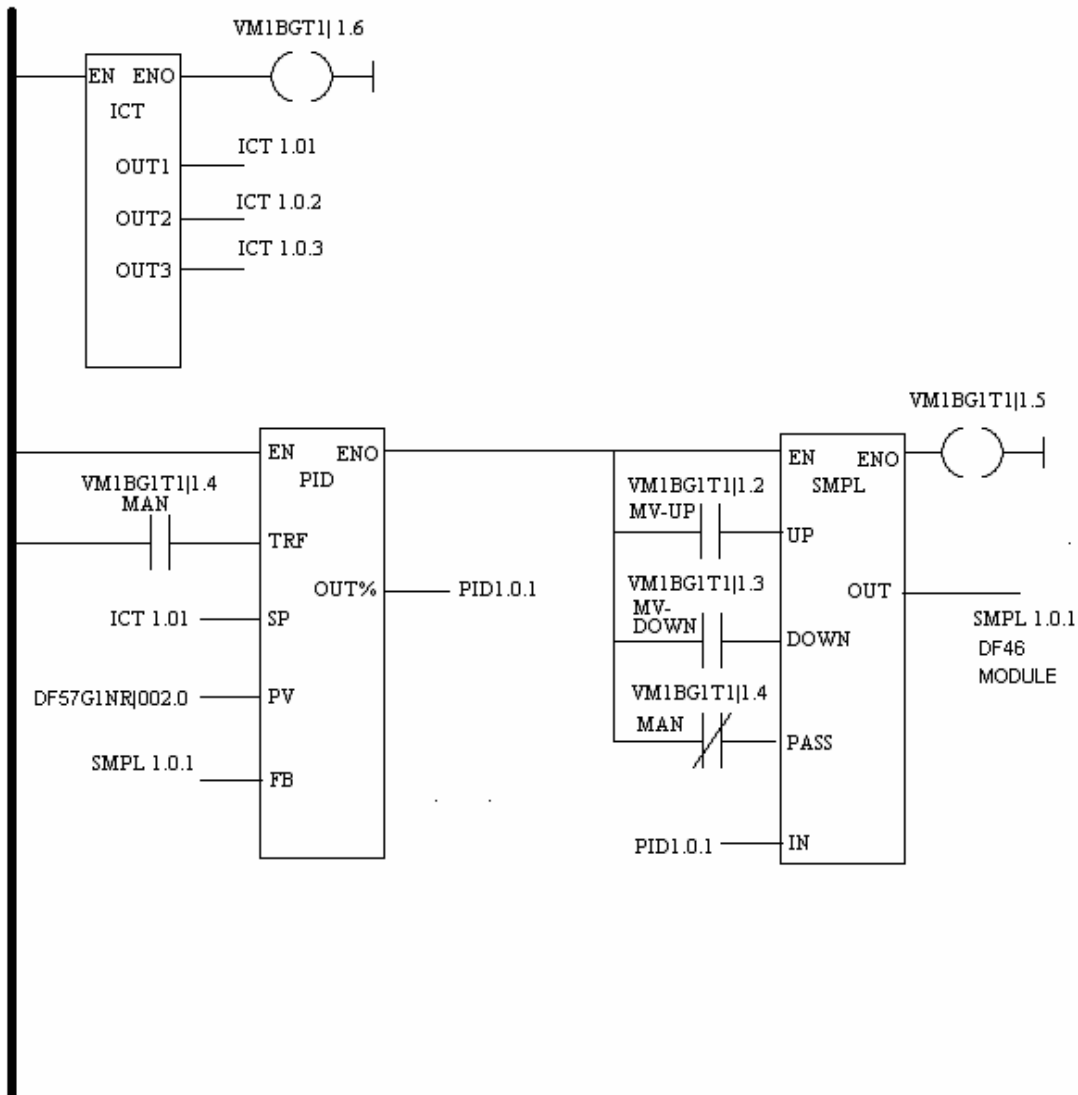 VM1BGT1| 1.6
EN ENO
ICT
OUT1
ICT 1.01
OUT2
ICT 1.0.2
OUT3
ICT 1.0.3
VM1BG1T1|1.5
EN ENO
PID
EN ENO
SMPL
VM1BG1T1|1.4
MAN
TRF
VM1BG1T1|1.2
MV-UP
UP
OUT%
PID1.0.1
VM1BG1T1|1.3
MV-
DOWN
DOWN
OUT
SMPL 1.0.1
DF46
MODULE
ICT 1.01
SP
DF57G1NR|002.0
PV
VM1BG1T1|1.4
MAN
PASS
SMPL 1.0.1
FB
PID1.0.1
IN